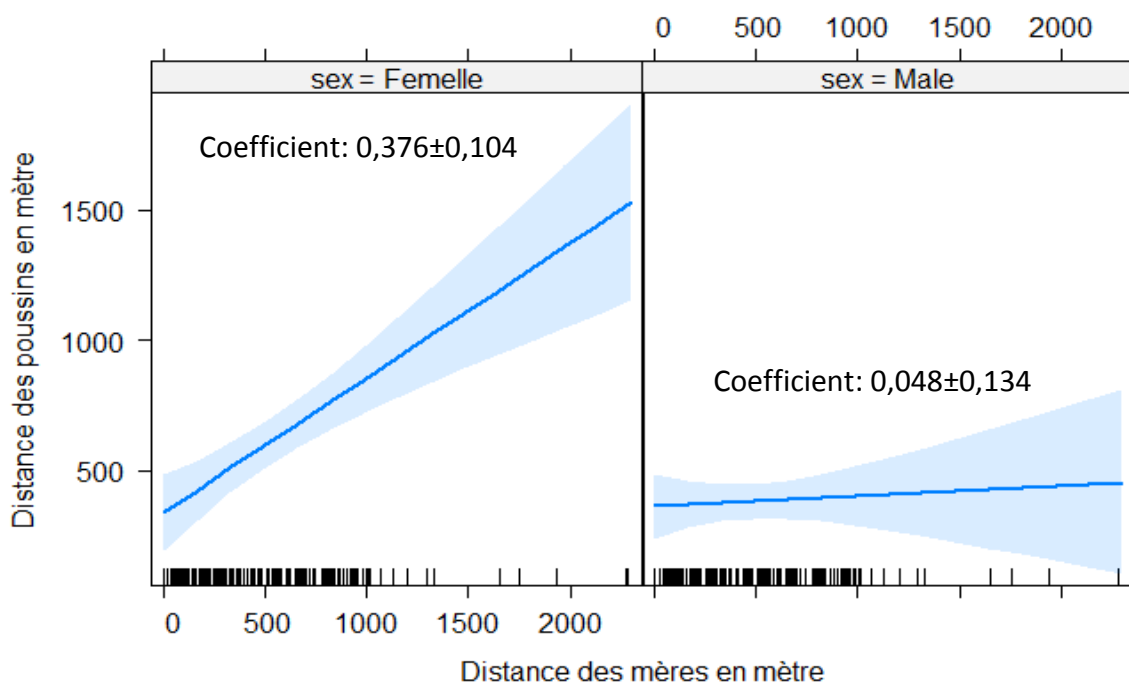 0 500 1000 1500 2000
sex = Femelle
sex = Male
Coefficient: 0,376±0,104
Coefficient: 0,048±0,134
Distance des poussins en mètre
1500
1000
500
0 500 1000 1500 2000
Distance des mères en mètre